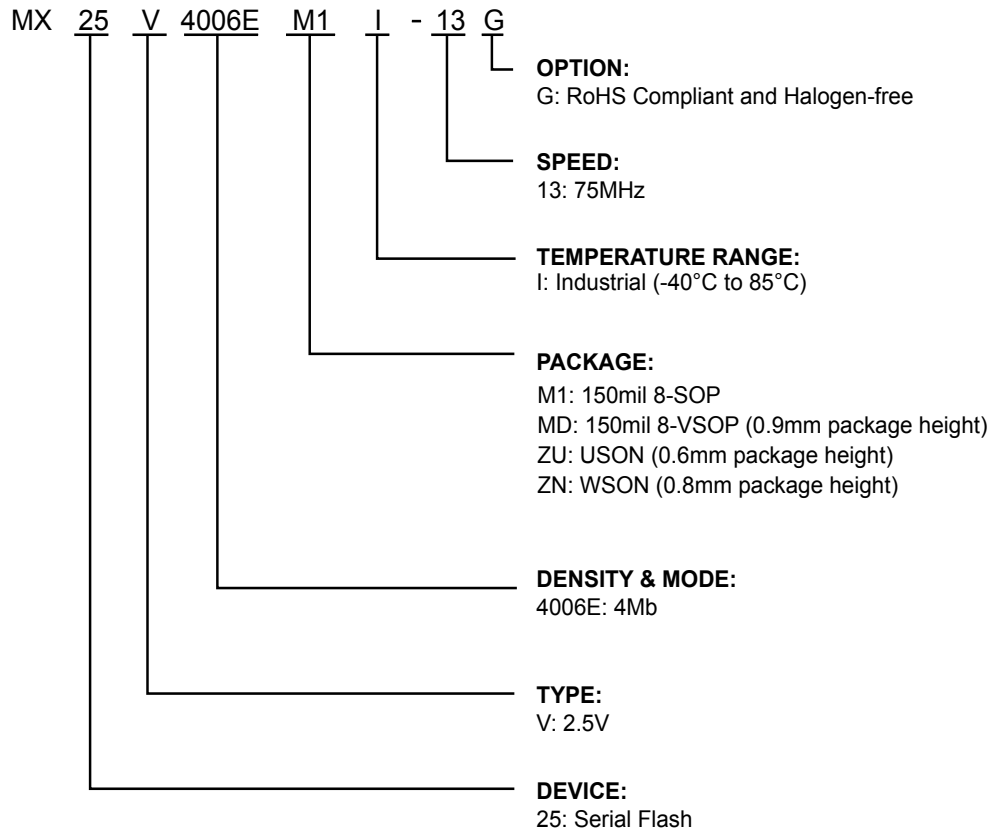 MX 25 V 4006E M1 I - 13 G
OPTION:
G: RoHS Compliant and Halogen-free
SPEED:
13: 75MHz
TEMPERATURE RANGE:
I: Industrial (-40°C to 85°C)
PACKAGE:
M1: 150mil 8-SOP
MD: 150mil 8-VSOP (0.9mm package height)
ZU: USON (0.6mm package height)
ZN: WSON (0.8mm package height)
DENSITY & MODE:
4006E: 4Mb
TYPE:
V: 2.5V
DEVICE:
25: Serial Flash